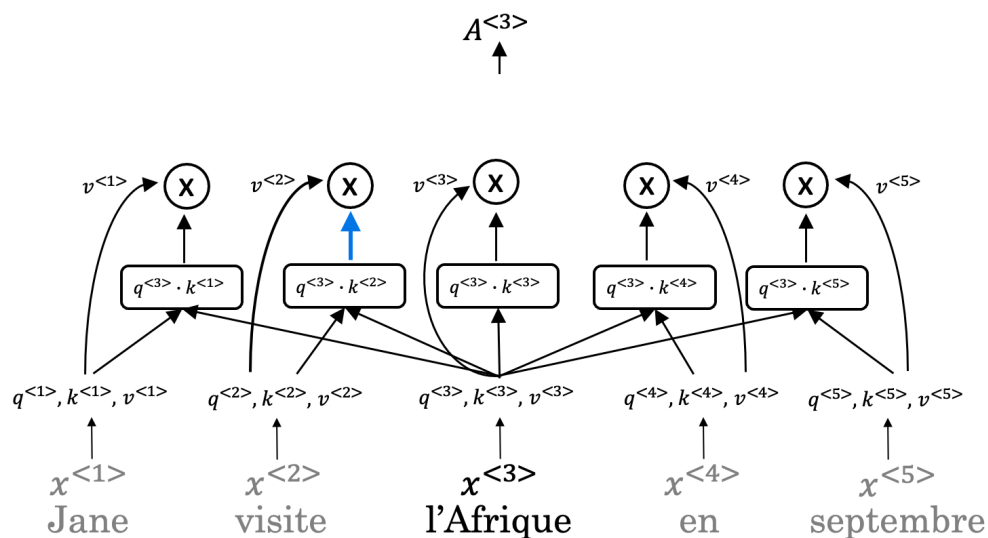 A<3>
v<1> X v<2> X v<3> X X v<4> X v<5>
q<3> · k<1> q<3> · k<2> q<3> · k<3> q<3> · k<4> q<3> · k<5>
q<1>, k<1>, v<1> q<2>, k<2>, v<2> q<3>, k<3>, v<3> q<4>, k<4>, v<4> q<5>, k<5>, v<5>
x<1> x<2> x<3> x<4> x<5>
Jane visite l'Afrique en septembre